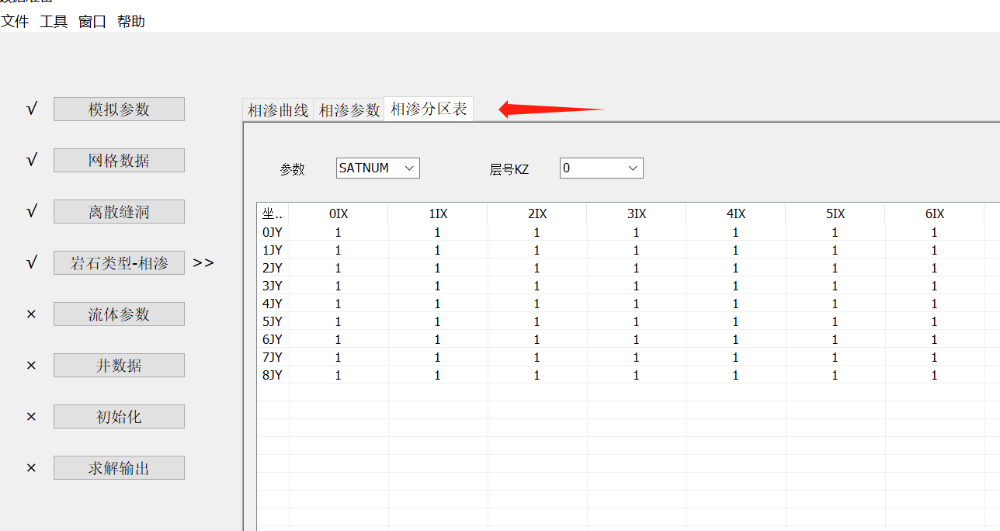 文件 工具 窗口 帮助
√ 模拟参数
√ 网格数据
√ 离散缝洞
√ 岩石类型-相渗 >>
× 流体参数
× 井数据
× 初始化
× 求解输出
相渗曲线 相渗参数 相渗分区表
参数 SATNUM 层号KZ 0
坐... 0IX 1IX 2IX 3IX 4IX 5IX 6IX
0JY 1 1 1 1 1 1 1
1JY 1 1 1 1 1 1 1
2JY 1 1 1 1 1 1 1
3JY 1 1 1 1 1 1 1
4JY 1 1 1 1 1 1 1
5JY 1 1 1 1 1 1 1
6JY 1 1 1 1 1 1 1
7JY 1 1 1 1 1 1 1
8JY 1 1 1 1 1 1 1